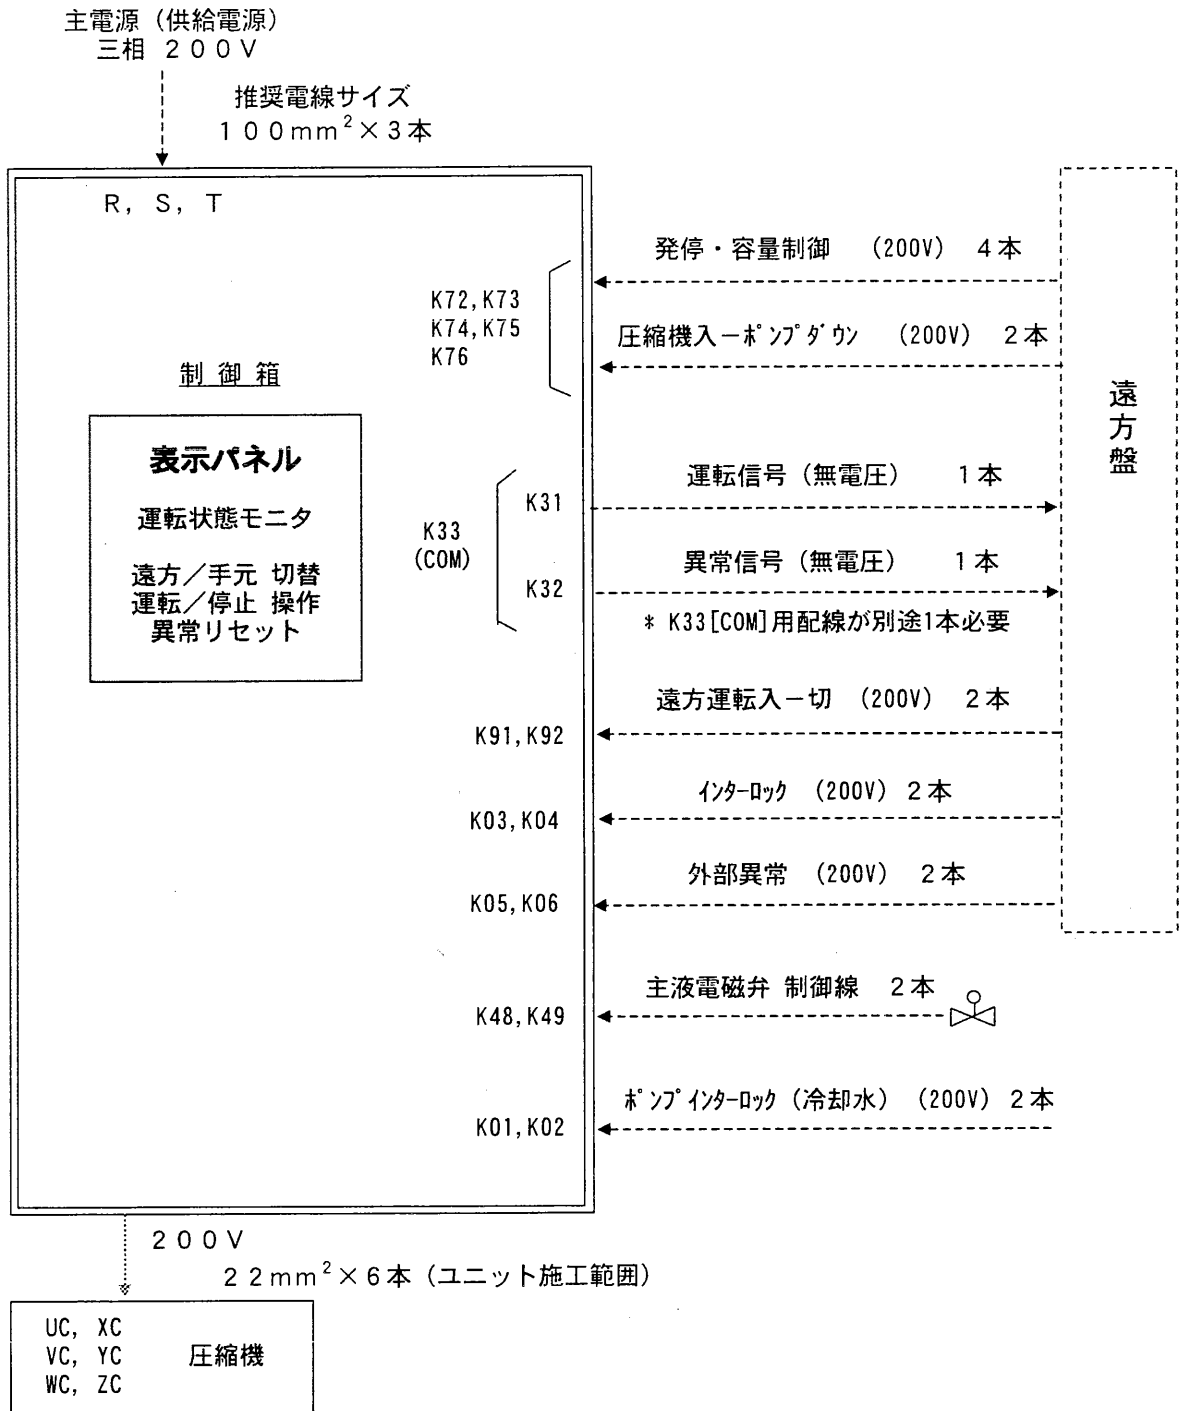 主電源（供給電源）
三相 ２００Ｖ
推奨電線サイズ
１００ｍｍ²×３本
Ｒ，Ｓ，Ｔ
発停・容量制御 (200V) ４本
K72,K73
K74,K75
K76
圧縮機入－ﾎﾟﾝﾌﾟﾀﾞｳﾝ (200V) ２本
制御箱
遠方盤
表示パネル
運転状態モニタ
遠方／手元 切替
運転／停止 操作
異常リセット
運転信号（無電圧） １本
K31
K33
(COM)
異常信号（無電圧） １本
K32
* K33[COM]用配線が別途1本必要
遠方運転入－切 (200V) ２本
K91,K92
ｲﾝﾀｰﾛｯｸ (200V) ２本
K03,K04
外部異常 (200V) ２本
K05,K06
主液電磁弁 制御線 ２本
K48,K49
ﾎﾟﾝﾌﾟｲﾝﾀｰﾛｯｸ（冷却水）(200V) ２本
K01,K02
２００Ｖ
２２ｍｍ²×６本（ユニット施工範囲）
UC, XC
VC, YC
WC, ZC
圧縮機